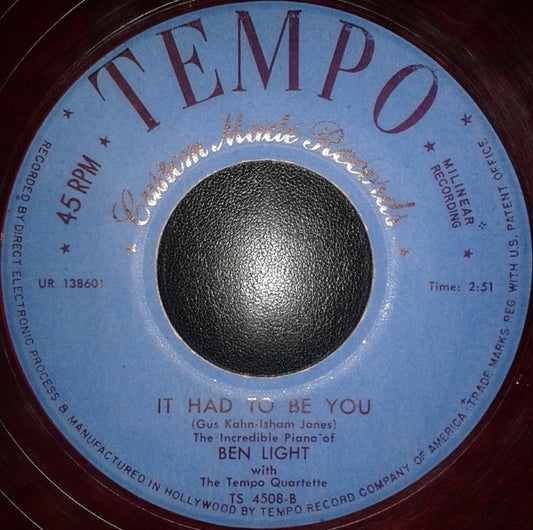 TEMPO
Custom Made Records
45 RPM
MILINEAR
RECORDING
UR 138601
Time: 2:51
IT HAD TO BE YOU
(Gus Kahn-Isham Jones)
The Incredible Piano of
BEN LIGHT
with
The Tempo Quartette
TS 4508-B
RECORDED BY DIRECT ELECTRONIC PROCESS & MANUFACTURED IN HOLLYWOOD BY TEMPO RECORD COMPANY OF AMERICA · TRADE MARKS REG. WITH U.S. PATENT OFFICE